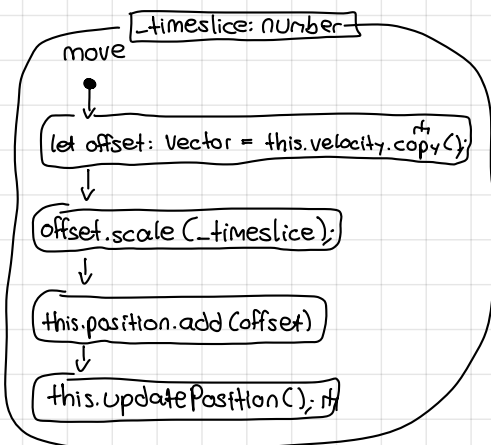 _timeslice: number
move
let offset: Vector = this.velocity.copy();
offset.scale (_timeslice);
this.position.add (offset)
this.updatePosition();